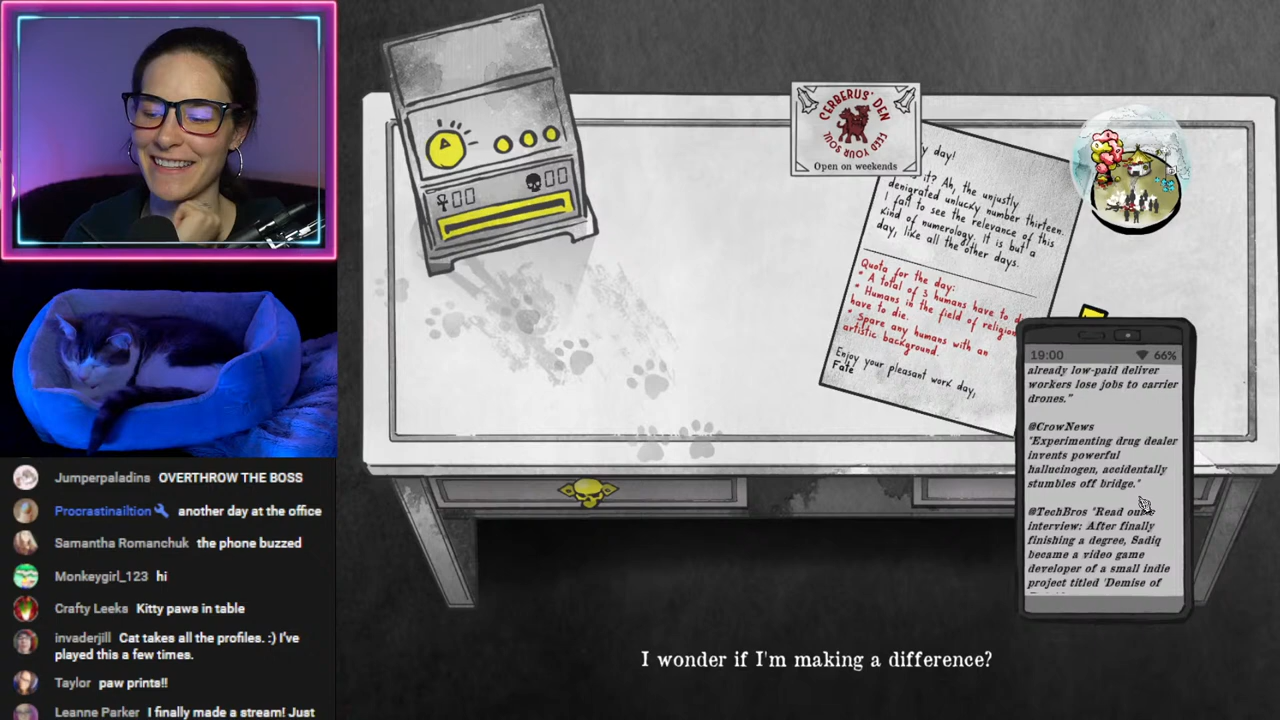 CERBERUS' DEN
FEED YOUR SOUL
Open on weekends
y day!
it? Ah, the unjustly
denigrated unlucky number thirteen.
I fail to see the relevance of this
kind of numerology. It is but a
day, like all the other days.
Quota for the day:
* A total of 3 humans have to d
* Humans in the field of religion
have to die.
* Spare any humans with an
artistic background.
Enjoy your pleasant work day,
Fate
00
00
19:00
66%
already low-paid deliver
workers lose jobs to carrier
drones."
@CrowNews
"Experimenting drug dealer
invents powerful
hallucinogen, accidentally
stumbles off bridge."
@TechBros "Read our
interview: After finally
finishing a degree, Sadiq
became a video game
developer of a small indie
project titled 'Demise of
I wonder if I'm making a difference?
Jumperpaladins OVERTHROW THE BOSS
Procrastinailtion another day at the office
Samantha Romanchuk the phone buzzed
Monkeygirl_123 hi
Crafty Leeks Kitty paws in table
invaderjill Cat takes all the profiles. :) I've
played this a few times.
Taylor paw prints!!
Leanne Parker I finally made a stream! Just